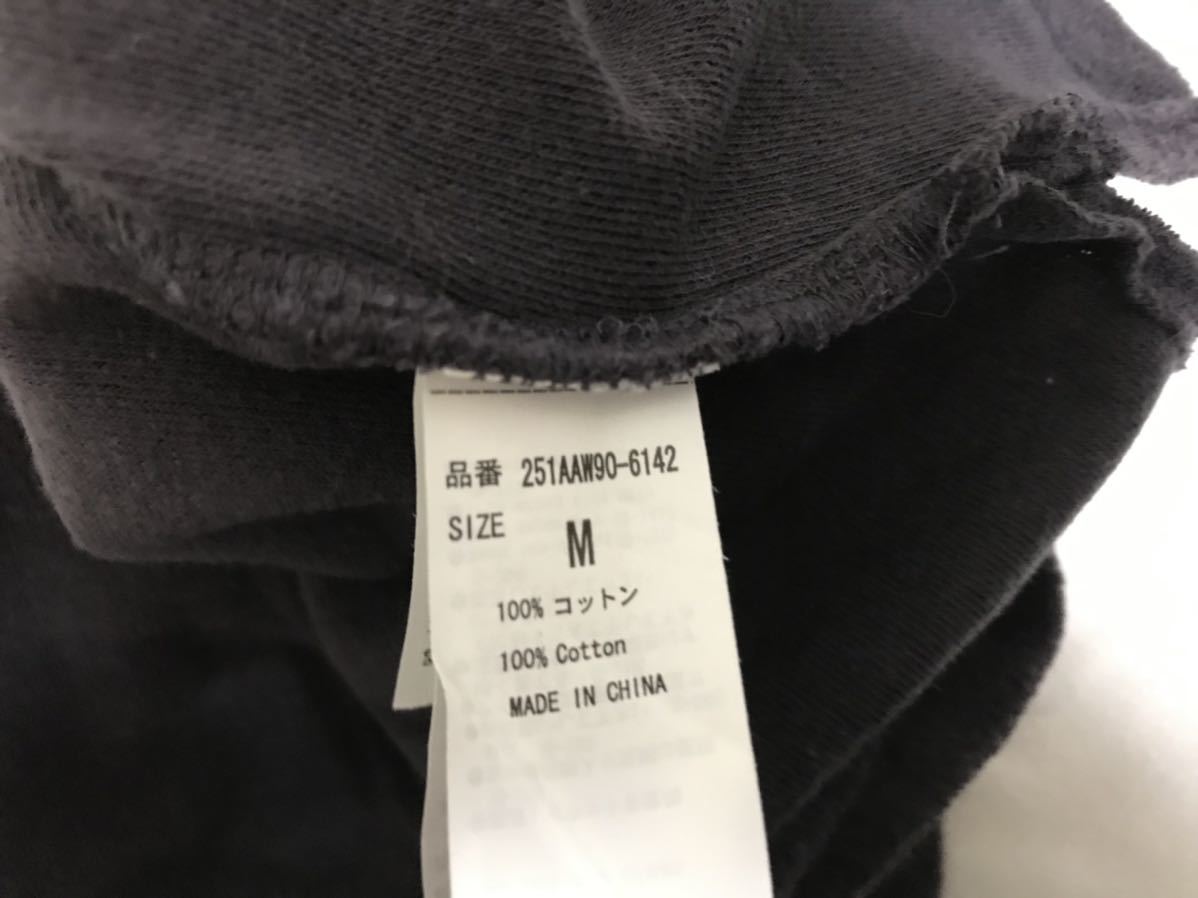 品番 251AAW90-6142
SIZE M
100% コットン
100% Cotton
MADE IN CHINA